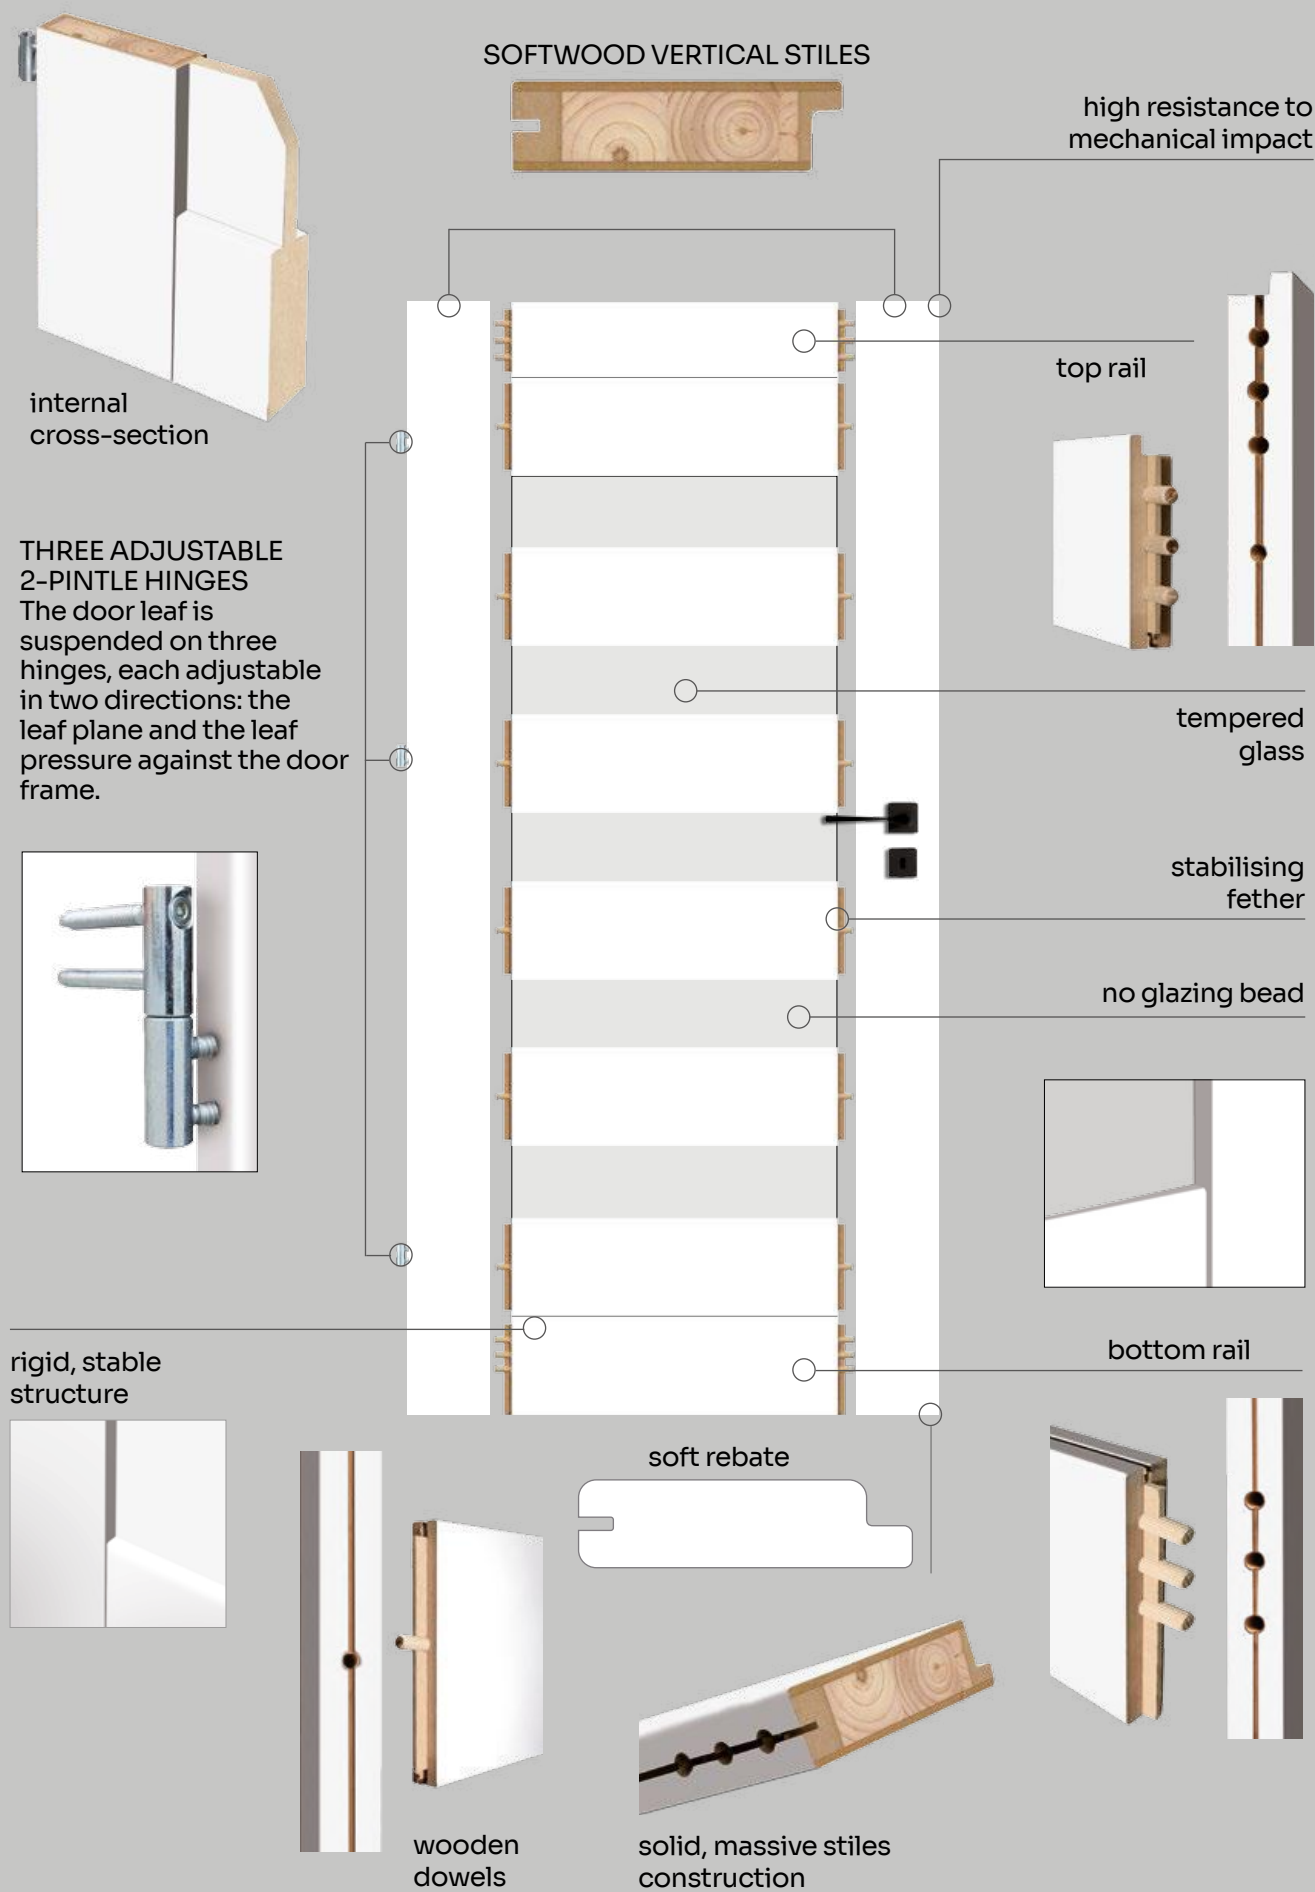 SOFTWOOD VERTICAL STILES
high resistance to
mechanical impact
internal
cross-section
top rail
THREE ADJUSTABLE
2-PINTLE HINGES
The door leaf is
suspended on three
hinges, each adjustable
in two directions: the
leaf plane and the leaf
pressure against the door
frame.
tempered
glass
stabilising
fether
no glazing bead
rigid, stable
structure
bottom rail
soft rebate
wooden
dowels
solid, massive stiles
construction